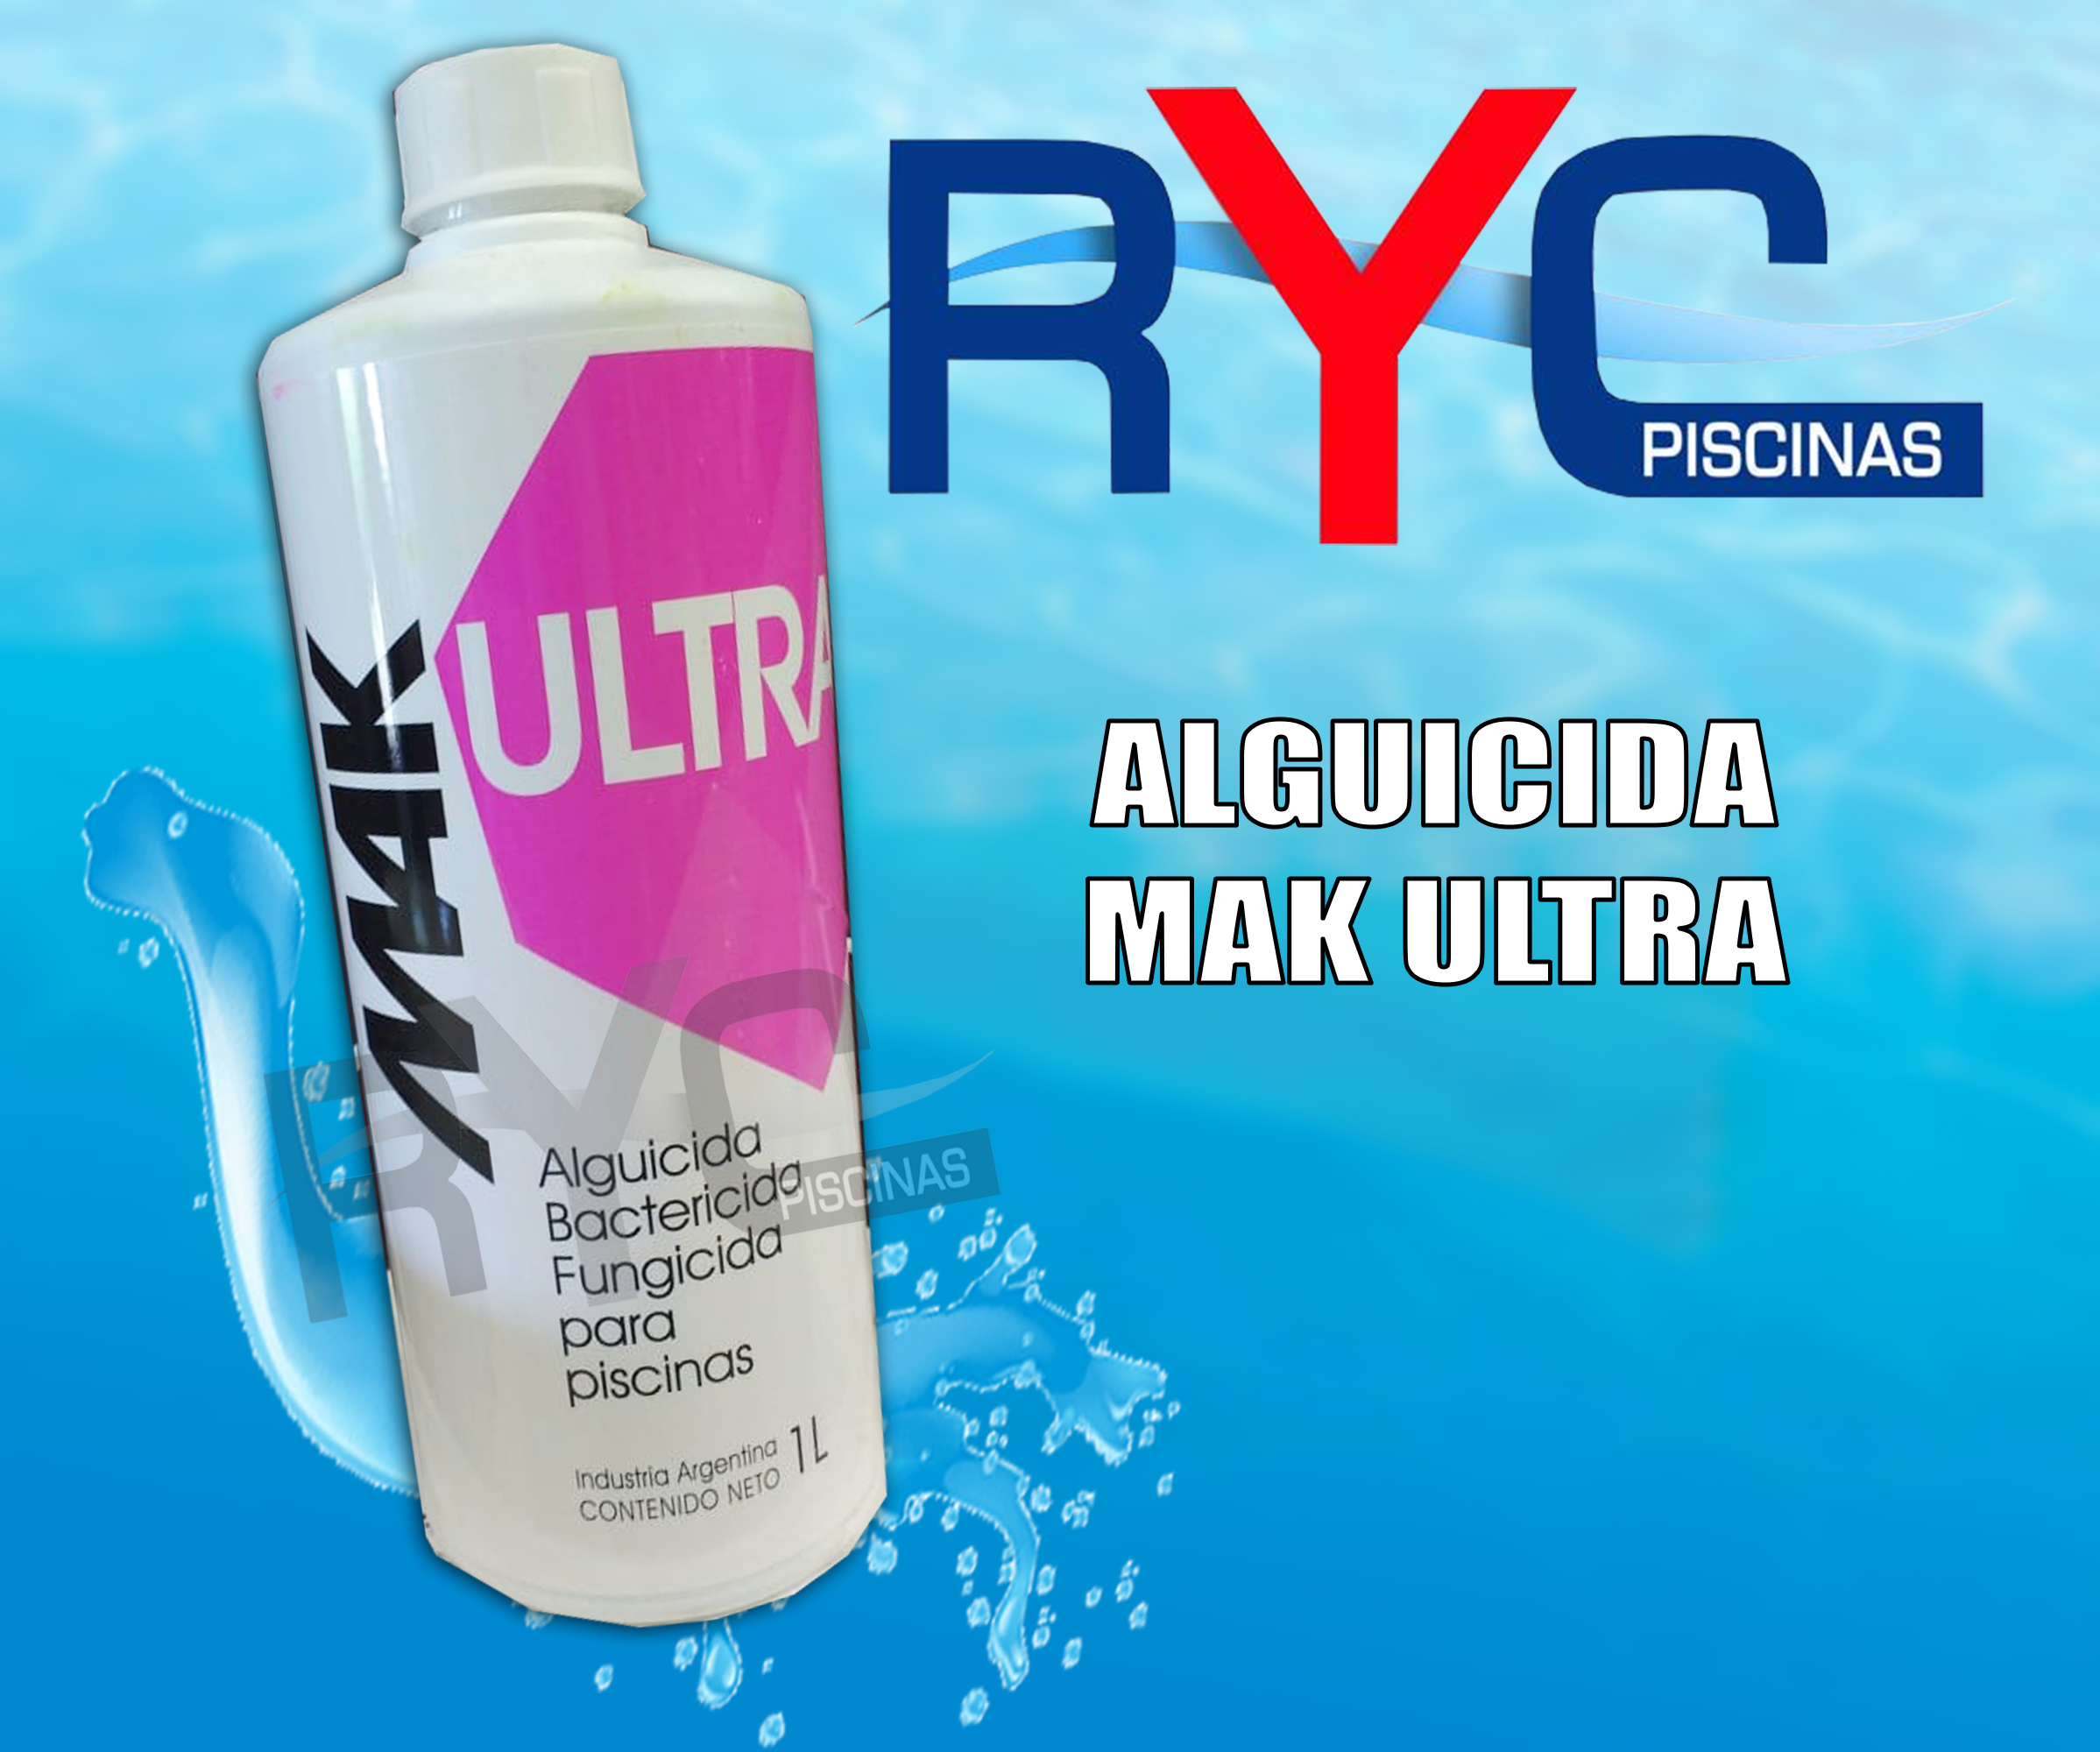 RYC
PISCINAS
ALGUICIDA
MAK ULTRA
MAK
ULTRA
Alguicida
Bactericida
Fungicida
para
piscinas
Industria Argentina
CONTENIDO NETO 1L
RYC
PISCINAS